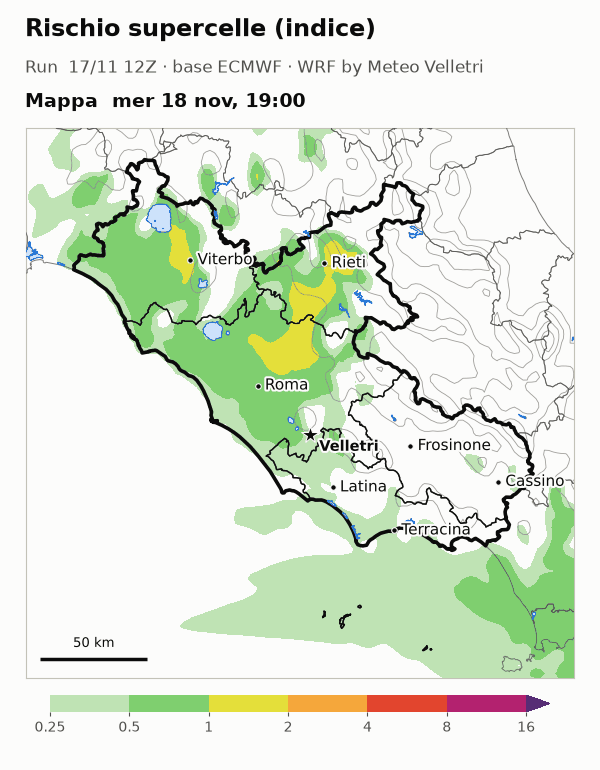 Rischio supercelle (indice)
Run 17/11 12Z · base ECMWF · WRF by Meteo Velletri
Mappa mer 18 nov, 19:00
Viterbo
Rieti
Roma
Velletri
Frosinone
Latina
Cassino
Terracina
50 km
0.25 0.5 1 2 4 8 16